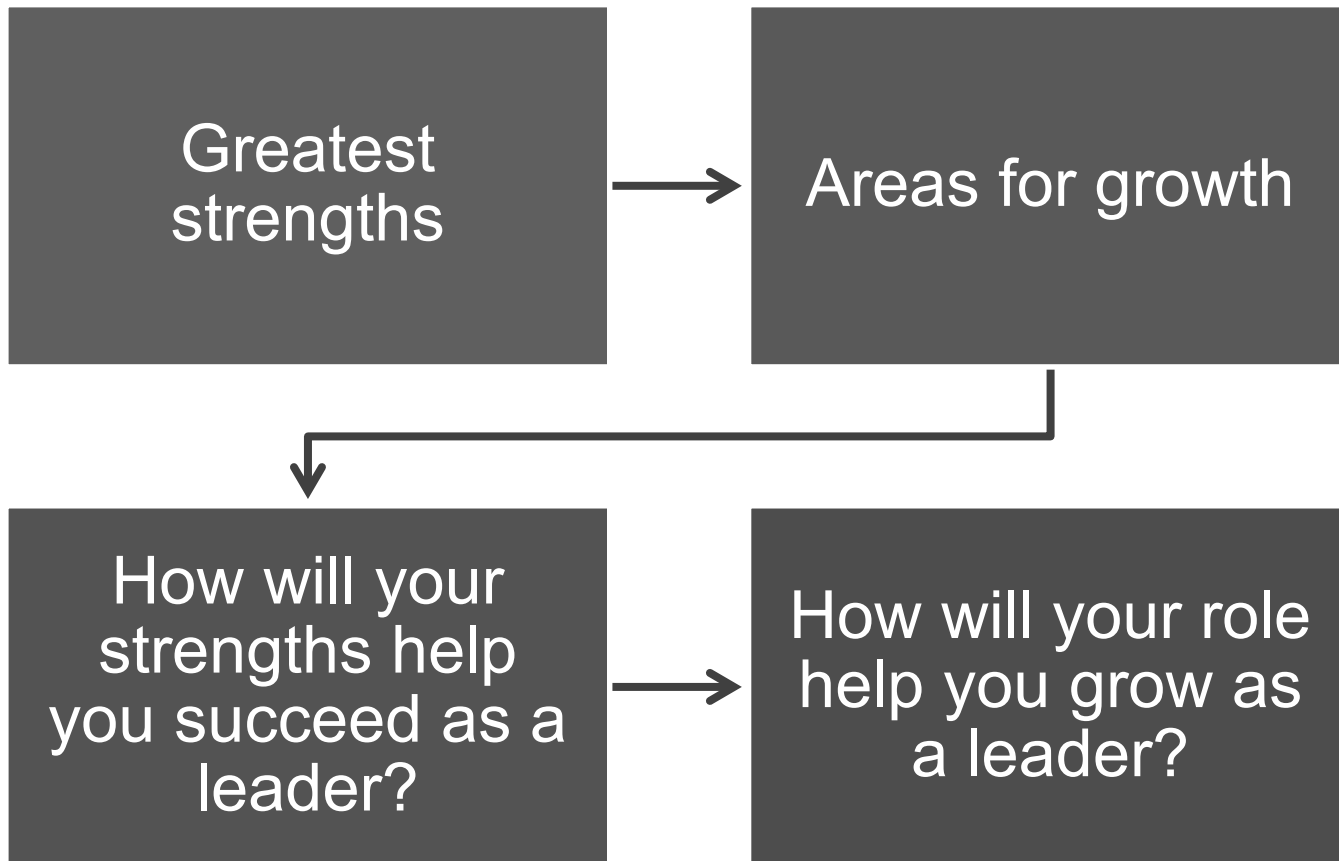 Greatest
strengths
Areas for growth
How will your
strengths help
you succeed as a
leader?
How will your role
help you grow as
a leader?